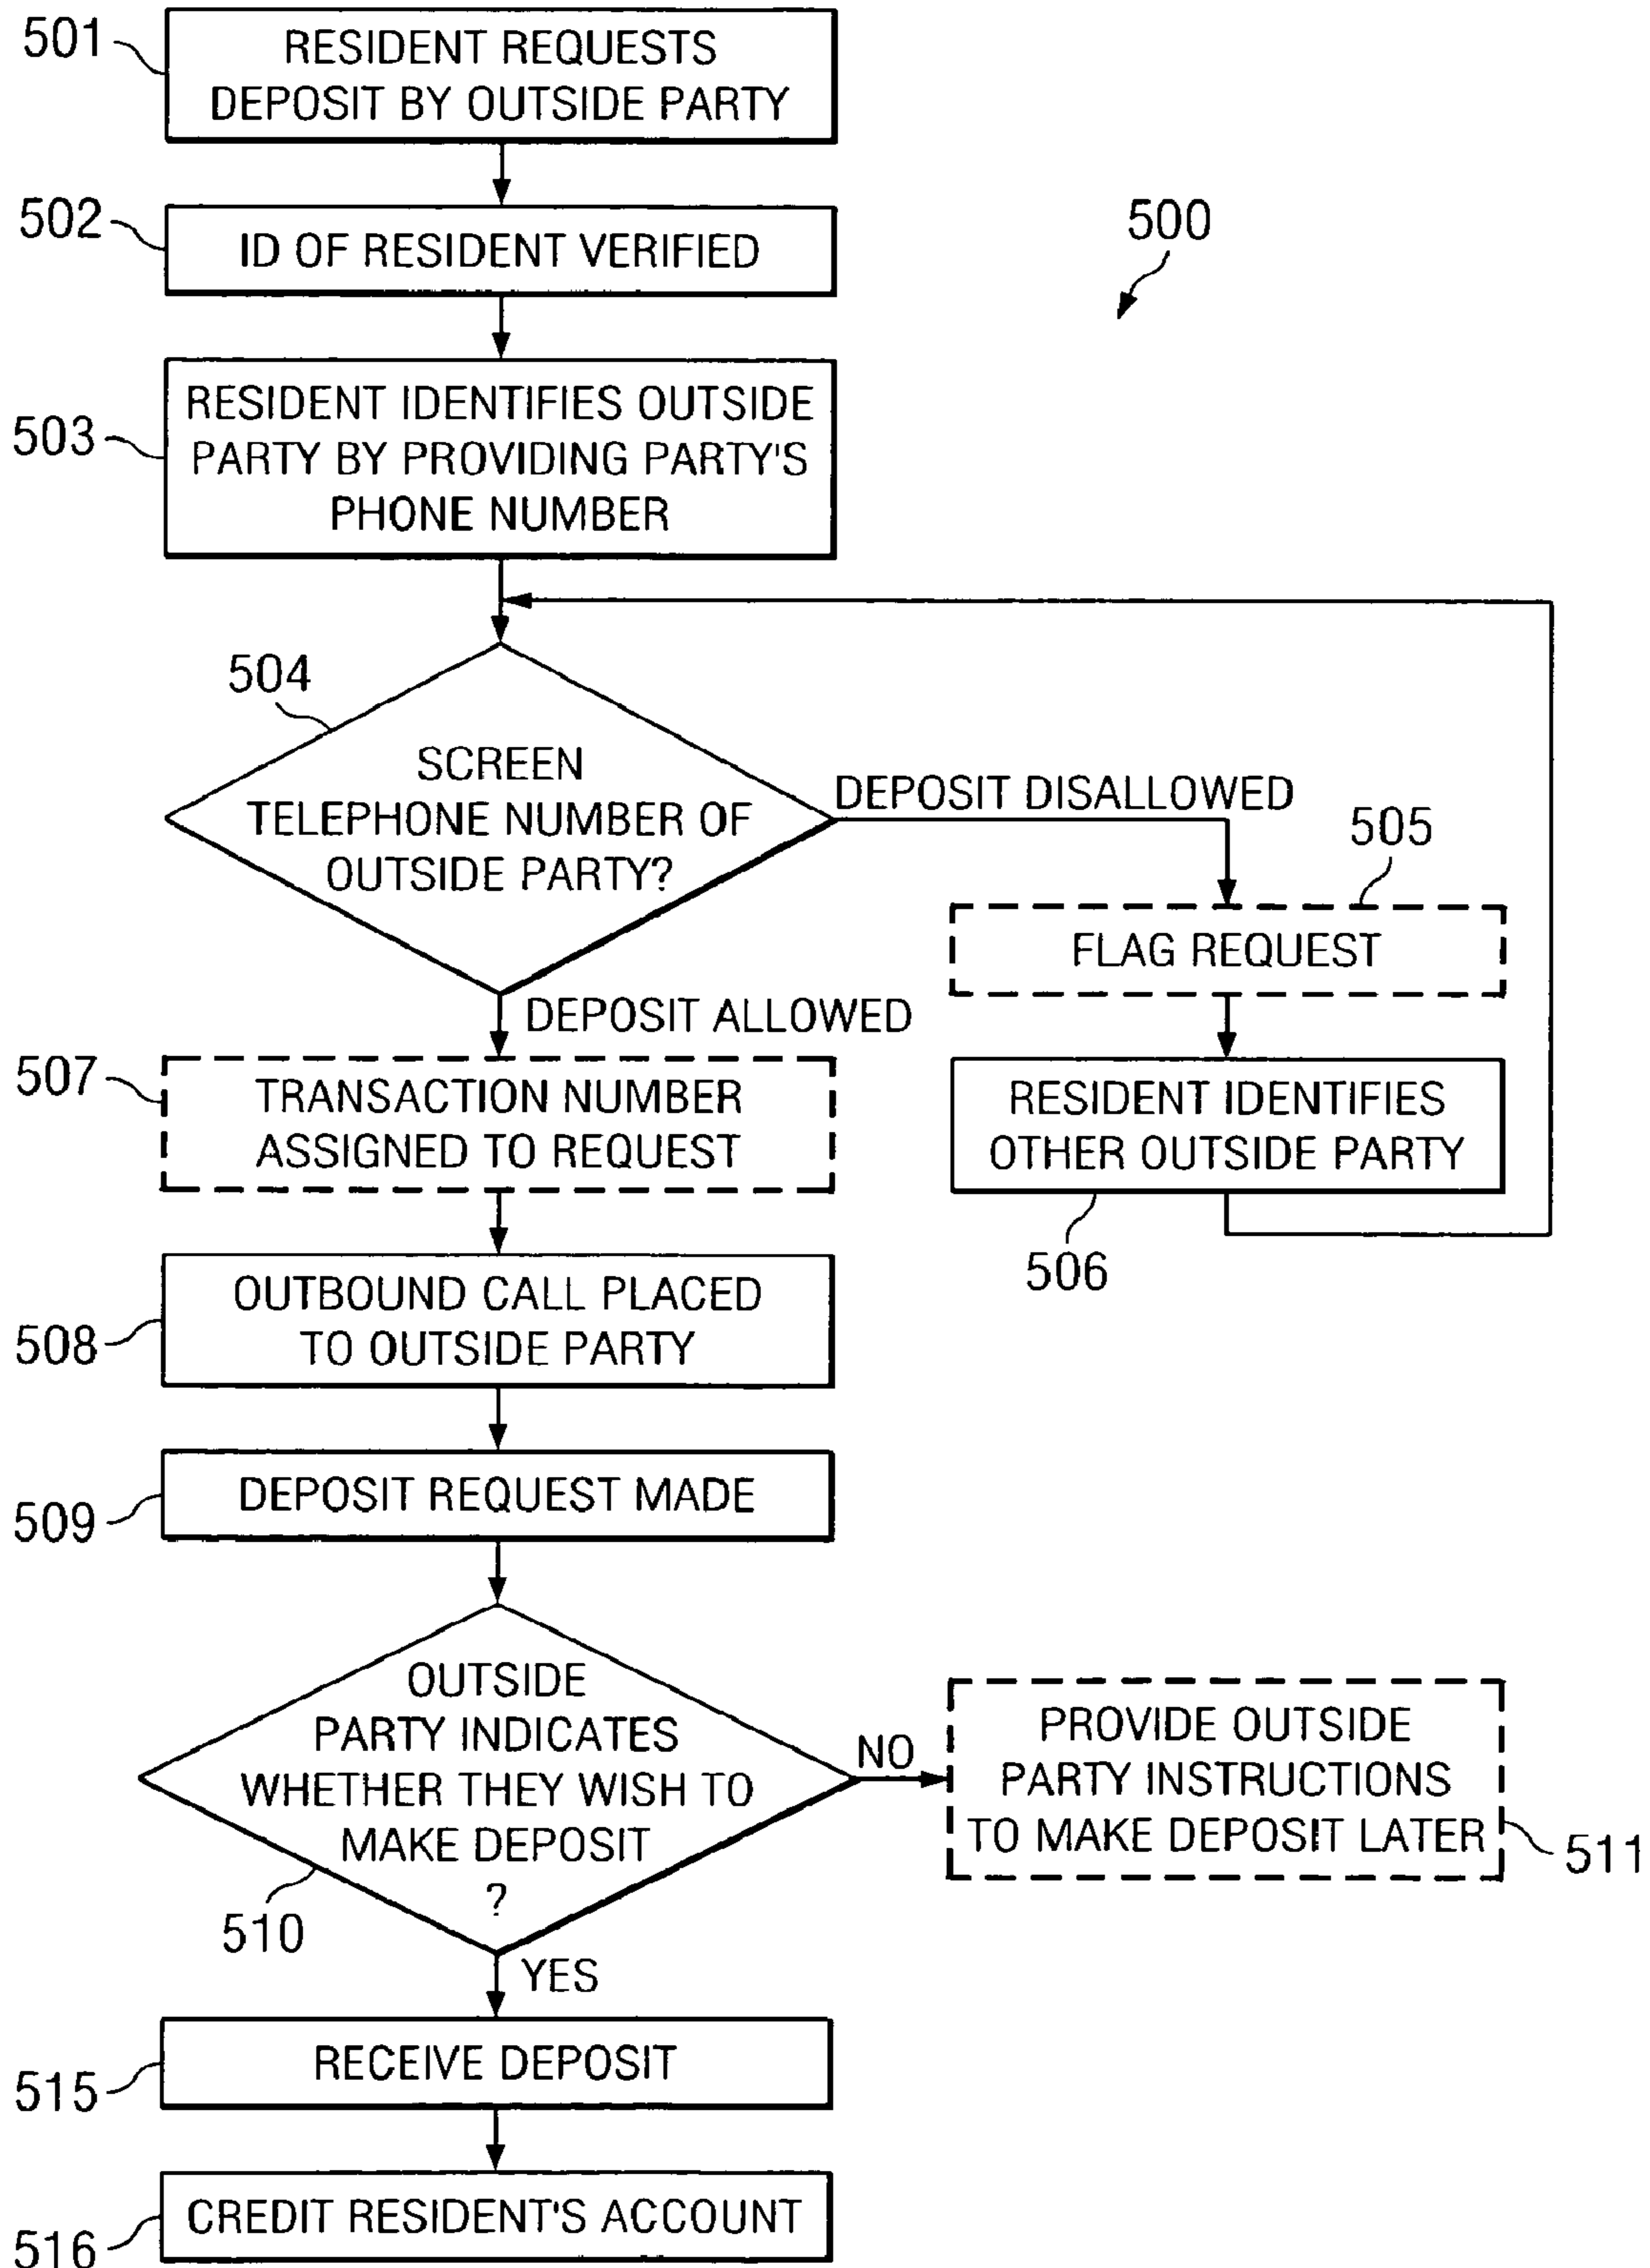 501
RESIDENT REQUESTS
DEPOSIT BY OUTSIDE PARTY
502
ID OF RESIDENT VERIFIED
500
503
RESIDENT IDENTIFIES OUTSIDE
PARTY BY PROVIDING PARTY'S
PHONE NUMBER
504
SCREEN
TELEPHONE NUMBER OF
OUTSIDE PARTY?
DEPOSIT DISALLOWED
505
FLAG REQUEST
RESIDENT IDENTIFIES
OTHER OUTSIDE PARTY
506
DEPOSIT ALLOWED
507
TRANSACTION NUMBER
ASSIGNED TO REQUEST
508
OUTBOUND CALL PLACED
TO OUTSIDE PARTY
509
DEPOSIT REQUEST MADE
OUTSIDE
PARTY INDICATES
WHETHER THEY WISH TO
MAKE DEPOSIT
?
510
NO
PROVIDE OUTSIDE
PARTY INSTRUCTIONS
TO MAKE DEPOSIT LATER
511
YES
515
RECEIVE DEPOSIT
516
CREDIT RESIDENT'S ACCOUNT